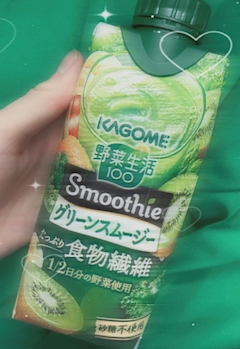 KAGOME
野菜生活
100
Smoothie
グリーンスムージー
たっぷり
食物繊維
1/2日分の野菜使用
砂糖不使用